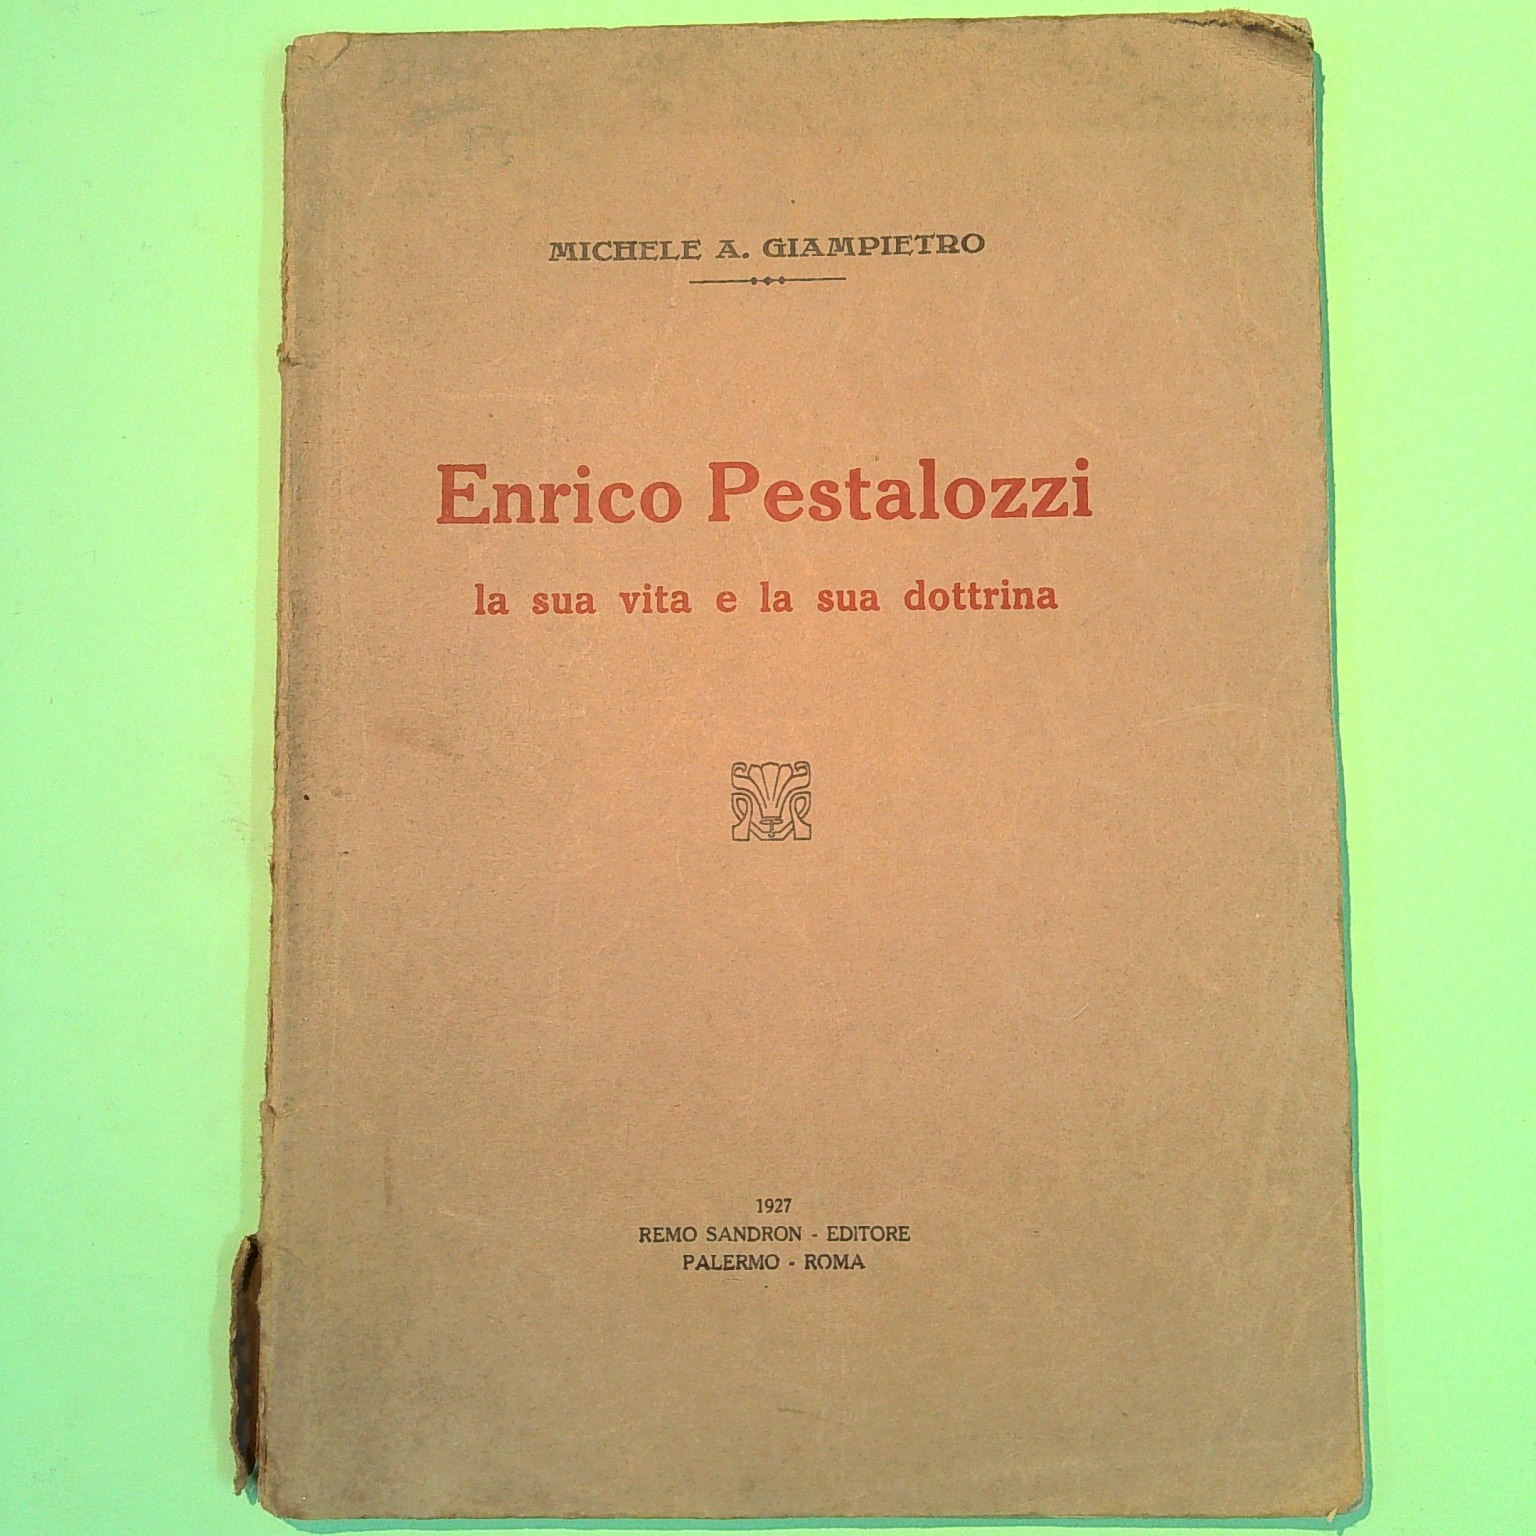 MICHELE A. GIAMPIETRO
Enrico Pestalozzi
la sua vita e la sua dottrina
1927
REMO SANDRON - EDITORE
PALERMO - ROMA